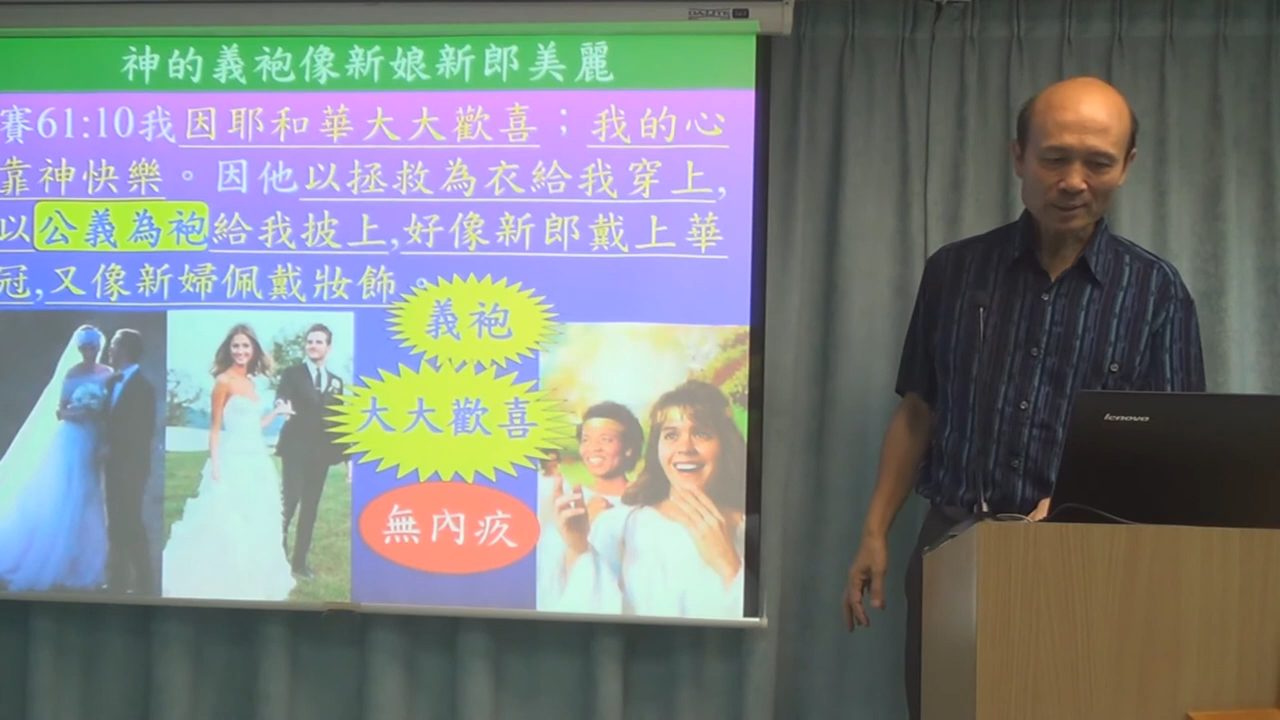 神的義袍像新娘新郎美麗
賽61:10我因耶和華大大歡喜；我的心
靠神快樂。因他以拯救為衣給我穿上,
以公義為袍給我披上,好像新郎戴上華
冠,又像新婦佩戴妝飾。
義袍
大大歡喜
無內疚
lenovo